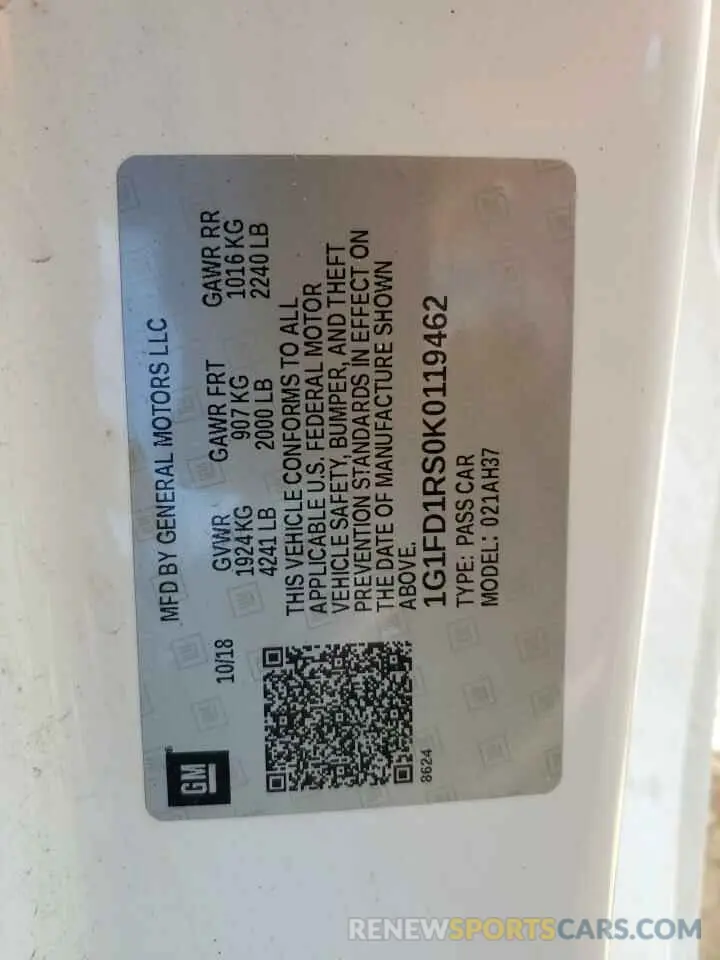 GM
MFD BY GENERAL MOTORS LLC
10/18 GVWR GAWR FRT GAWR RR
1924 KG 907 KG 1016 KG
4241 LB 2000 LB 2240 LB
THIS VEHICLE CONFORMS TO ALL
APPLICABLE U.S. FEDERAL MOTOR
VEHICLE SAFETY, BUMPER, AND THEFT
PREVENTION STANDARDS IN EFFECT ON
THE DATE OF MANUFACTURE SHOWN
ABOVE.
8624
1G1FD1RS0K0119462
TYPE: PASS CAR
MODEL: 021AH37
RENEWSPORTSCARS.COM